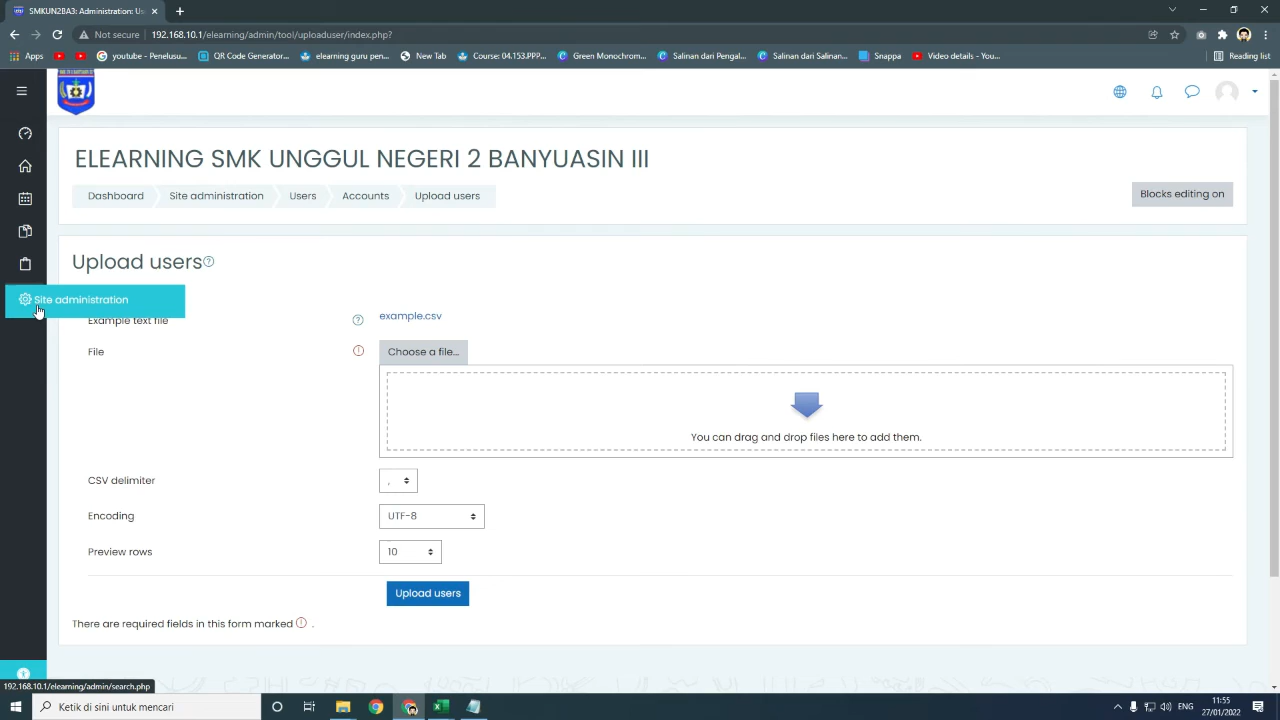 SMKUN2BA3: Administration: Us
Not secure
192.168.10.1/elearning/admin/tool/uploaduser/index.php?
Apps
youtube - Penelusu...
QR Code Generator...
elearning guru pen...
New Tab
Course: 04.153.PPP...
Green Monochrom...
Salinan dari Pengal...
Salinan dari Salinan...
Snappa
Video details - You...
Reading list
ELEARNING SMK UNGGUL NEGERI 2 BANYUASIN III
Dashboard
Site administration
Users
Accounts
Upload users
Blocks editing on
Upload users
Site administration
Example text file
example.csv
File
Choose a file...
You can drag and drop files here to add them.
CSV delimiter
,
Encoding
UTF-8
Preview rows
10
Upload users
There are required fields in this form marked .
192.168.10.1/elearning/admin/search.php
Ketik di sini untuk mencari
ENG
11:55
27/01/2022